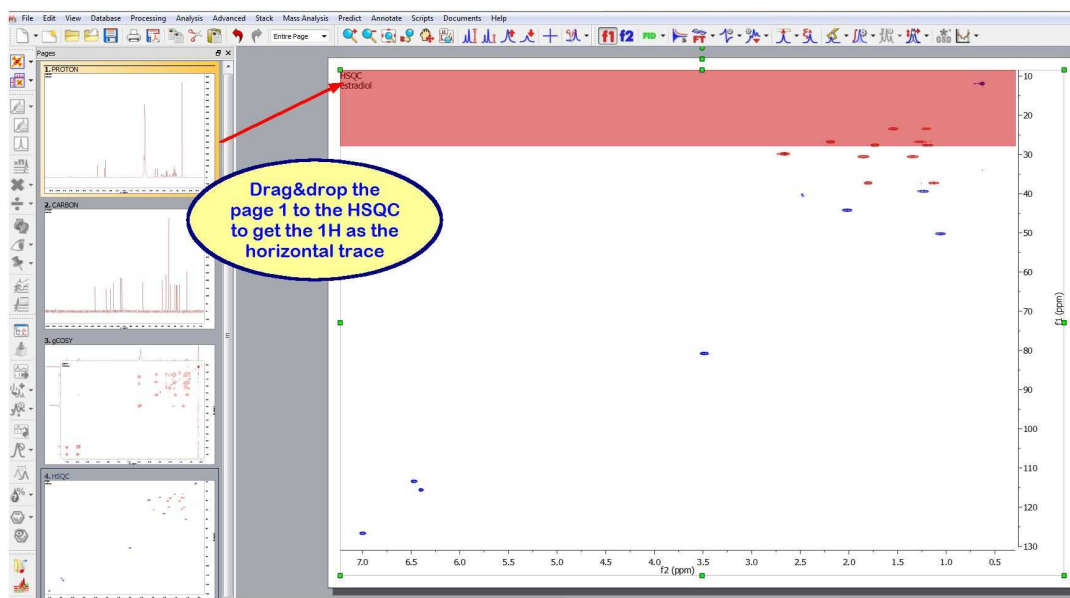 File Edit View Database Processing Analysis Advanced Stack Mass Analysis Predict Annotate Scripts Documents Help
Entire Page
f1 f2 FID FT GSD
Pages
1. PROTON
2. CARBON
3. gCOSY
4. HSQC
HSQC
estradiol
Drag&drop the
page 1 to the HSQC
to get the 1H as the
horizontal trace
10
20
30
40
50
60
70
80
90
100
110
120
130
f1 (ppm)
7.0 6.5 6.0 5.5 5.0 4.5 4.0 3.5 3.0 2.5 2.0 1.5 1.0 0.5
f2 (ppm)